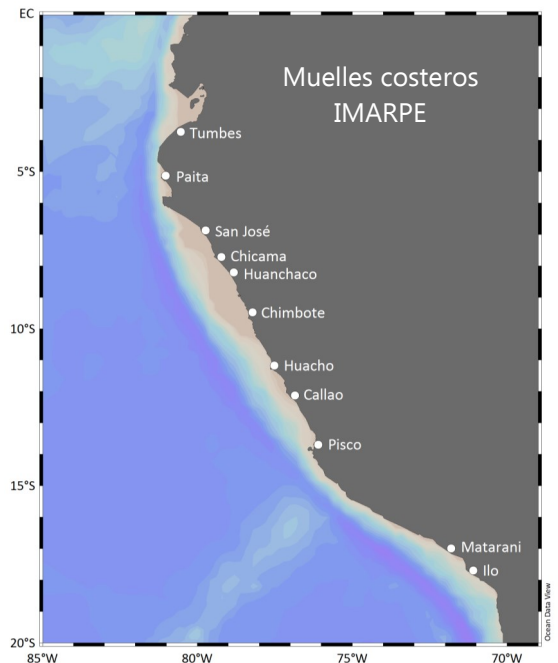 EC
Muelles costeros
IMARPE
Tumbes
5°S
Paita
San José
Chicama
Huanchaco
Chimbote
10°S
Huacho
Callao
Pisco
15°S
Matarani
Ilo
Ocean Data View
20°S
85°W
80°W
75°W
70°W